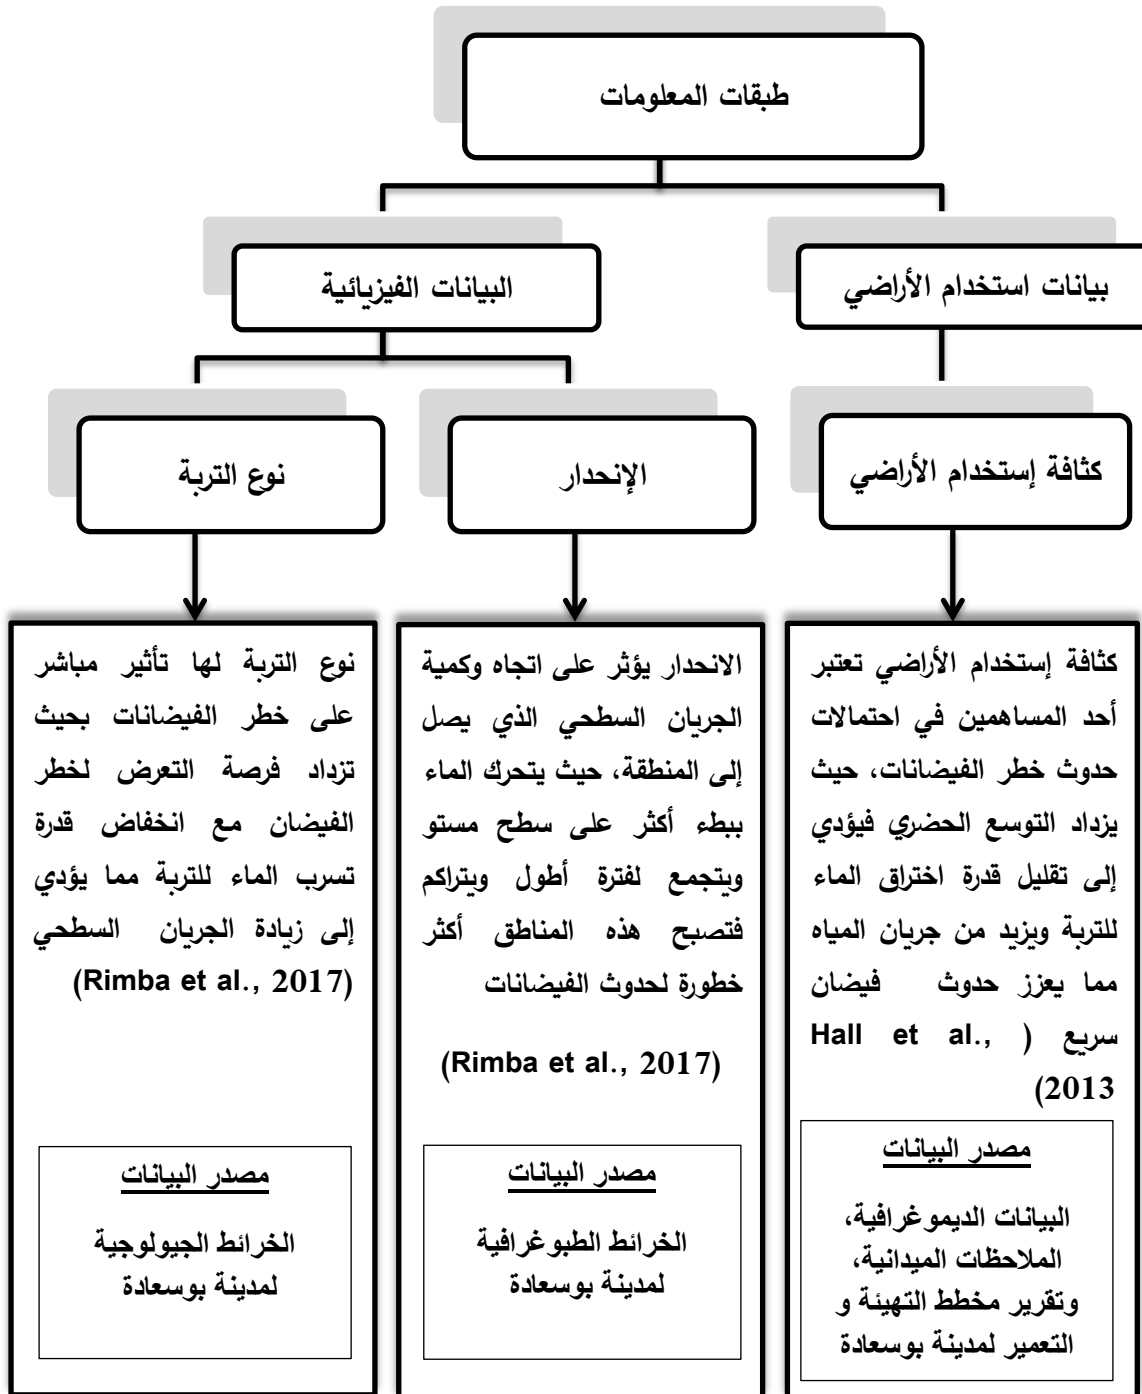 طبقات المعلومات
بيانات استخدام الأراضي
البيانات الفيزيائية
كثافة إستخدام الأراضي
الإنحدار
نوع التربة
كثافة إستخدام الأراضي تعتبر
أحد المساهمين في احتمالات
حدوث خطر الفيضانات، حيث
يزداد التوسع الحضري فيؤدي
إلى تقليل قدرة اختراق الماء
للتربة ويزيد من جريان المياه
مما يعزز حدوث فيضان
سريع (Hall et al.,
2013)
مصدر البيانات
البيانات الديموغرافية،
الملاحظات الميدانية،
وتقرير مخطط التهيئة و
التعمير لمدينة بوسعادة
الانحدار يؤثر على اتجاه وكمية
الجريان السطحي الذي يصل
إلى المنطقة، حيث يتحرك الماء
ببطء أكثر على سطح مستو
ويتجمع لفترة أطول ويتراكم
فتصبح هذه المناطق أكثر
خطورة لحدوث الفيضانات
(Rimba et al., 2017)
مصدر البيانات
الخرائط الطبوغرافية
لمدينة بوسعادة
نوع التربة لها تأثير مباشر
على خطر الفيضانات بحيث
تزداد فرصة التعرض لخطر
الفيضان مع انخفاض قدرة
تسرب الماء للتربة مما يؤدي
إلى زيادة الجريان السطحي
(Rimba et al., 2017)
مصدر البيانات
الخرائط الجيولوجية
لمدينة بوسعادة